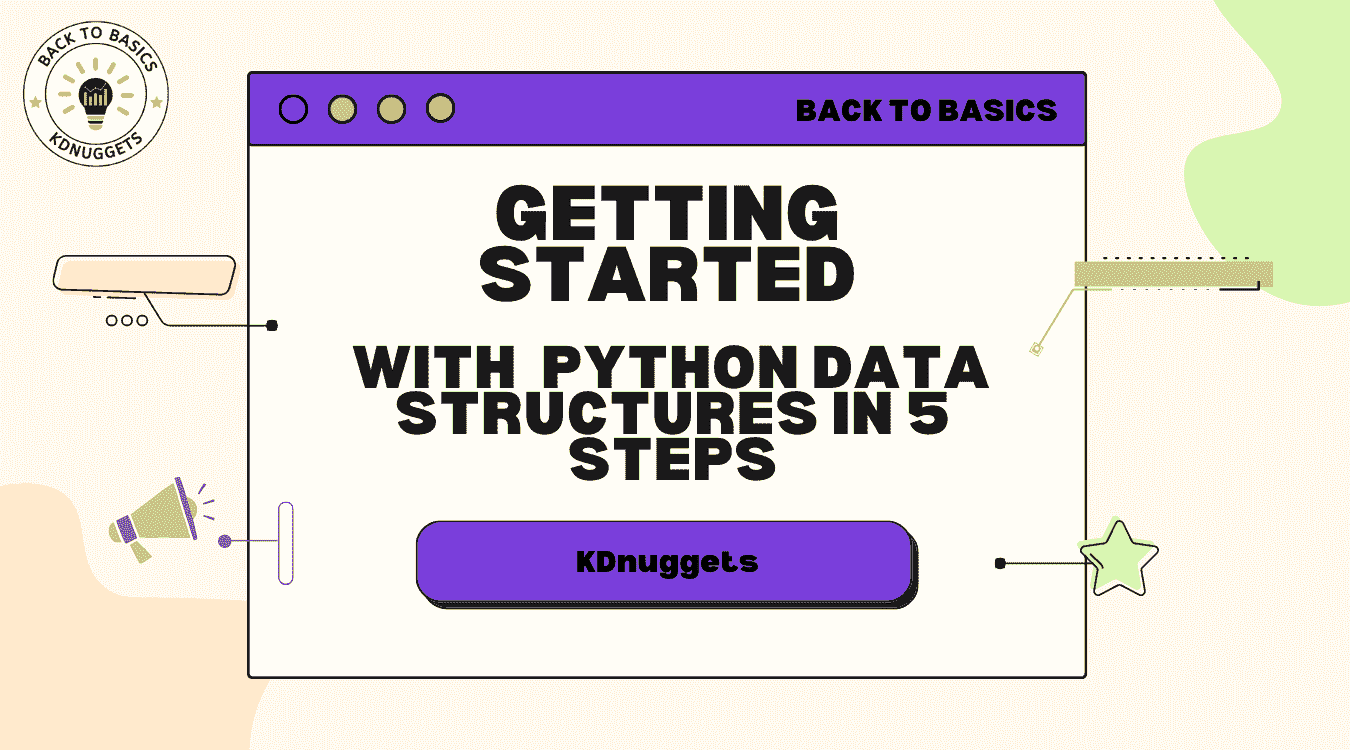 BACK TO BASICS
KDNUGGETS
BACK TO BASICS
GETTING
STARTED
WITH PYTHON DATA
STRUCTURES IN 5
STEPS
KDnuggets